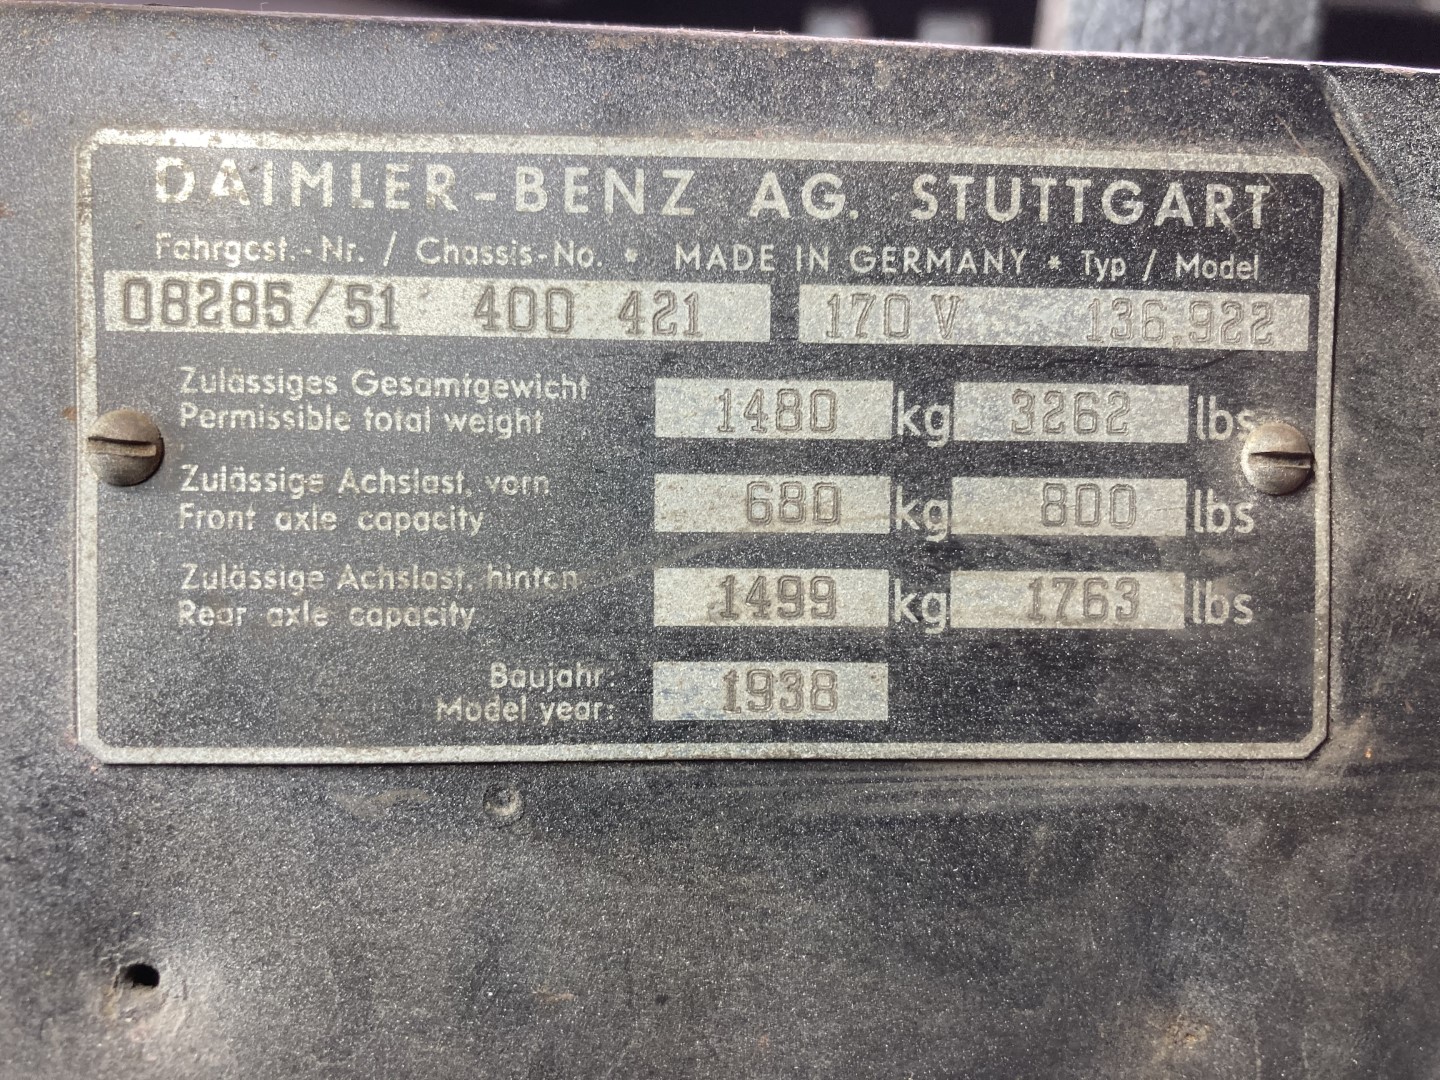 DAIMLER-BENZ AG. STUTTGART
Fahrgest.-Nr. / Chassis-No. * MADE IN GERMANY * Typ / Model
08285/51 400 421 170 V 136,922
Zulässiges Gesamtgewicht
Permissible total weight 1480 kg 3262 lbs
Zulässige Achslast, vorn
Front axle capacity 680 kg 800 lbs
Zulässige Achslast, hinten
Rear axle capacity 1499 kg 1763 lbs
Baujahr:
Model year: 1938